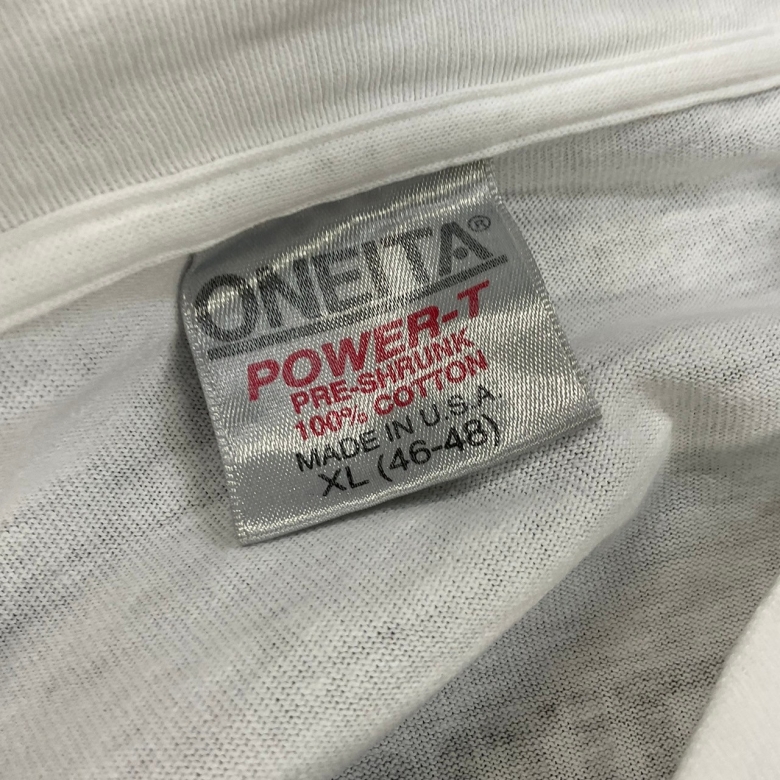 ONEITA®
POWER-T
PRE-SHRUNK
100% COTTON
MADE IN U.S.A.
XL (46-48)